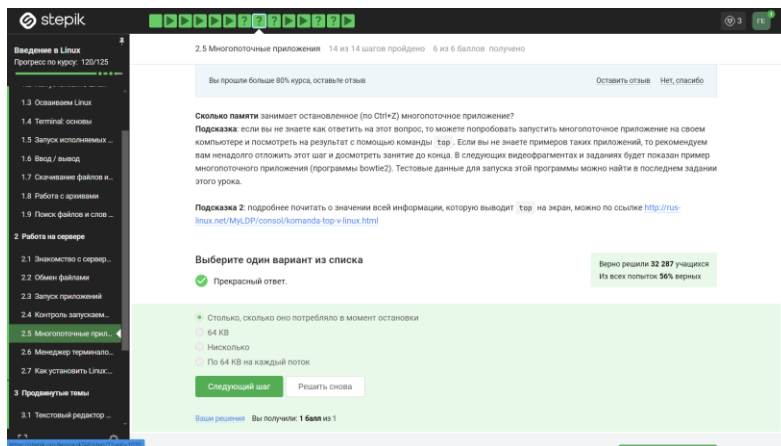 stepik
3
ГЕ
Введение в Linux
Прогресс по курсу: 120/125
1.3 Осваиваем Linux
1.4 Terminal: основы
1.5 Запуск исполняемых ...
1.6 Ввод / вывод
1.7 Скачивание файлов и...
1.8 Работа с архивами
1.9 Поиск файлов и слов ...
2 Работа на сервере
2.1 Знакомство с сервер...
2.2 Обмен файлами
2.3 Запуск приложений
2.4 Контроль запускаем...
2.5 Многопоточные прил...
2.6 Менеджер терминало...
2.7 Как установить Linux:...
3 Продвинутые темы
3.1 Текстовый редактор ...
2.5 Многопоточные приложения 14 из 14 шагов пройдено 6 из 6 баллов получено
Вы прошли больше 80% курса, оставьте отзыв Оставить отзыв Нет, спасибо
Сколько памяти занимает остановленное (по Ctrl+Z) многопоточное приложение?
Подсказка: если вы не знаете как ответить на этот вопрос, то можете попробовать запустить многопоточное приложение на своем
компьютере и посмотреть на результат с помощью команды top. Если вы не знаете примеров таких приложений, то рекомендуем
вам ненадолго отложить этот шаг и досмотреть занятие до конца. В следующих видеофрагментах и заданиях будет показан пример
многопоточного приложения (программы bowtie2). Тестовые данные для запуска этой программы можно найти в последнем задании
этого урока.
Подсказка 2: подробнее почитать о значении всей информации, которую выводит top на экран, можно по ссылке http://rus-
linux.net/MyLDP/consol/komanda-top-v-linux.html
Выберите один вариант из списка
Прекрасный ответ.
Верно решили 32 287 учащихся
Из всех попыток 56% верных
Столько, сколько оно потребляло в момент остановки
64 KB
Нисколько
По 64 KB на каждый поток
Следующий шаг Решить снова
Ваши решения Вы получили: 1 балл из 1